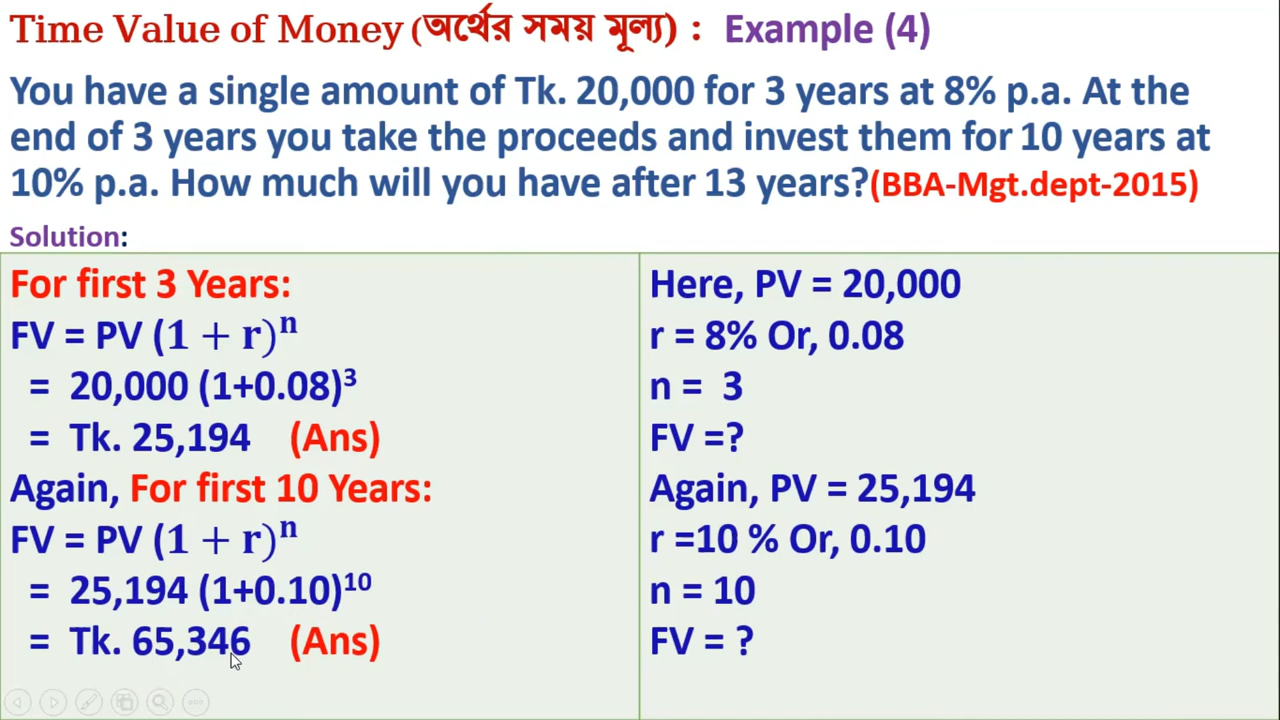 Time Value of Money (অর্থের সময় মূল্য) : Example (4)
You have a single amount of Tk. 20,000 for 3 years at 8% p.a. At the
end of 3 years you take the proceeds and invest them for 10 years at
10% p.a. How much will you have after 13 years?(BBA-Mgt.dept-2015)
Solution:
For first 3 Years:
FV = PV (1 + r)ⁿ
= 20,000 (1+0.08)³
= Tk. 25,194 (Ans)
Again, For first 10 Years:
FV = PV (1 + r)ⁿ
= 25,194 (1+0.10)¹⁰
= Tk. 65,346 (Ans)
Here, PV = 20,000
r = 8% Or, 0.08
n = 3
FV =?
Again, PV = 25,194
r =10 % Or, 0.10
n = 10
FV = ?